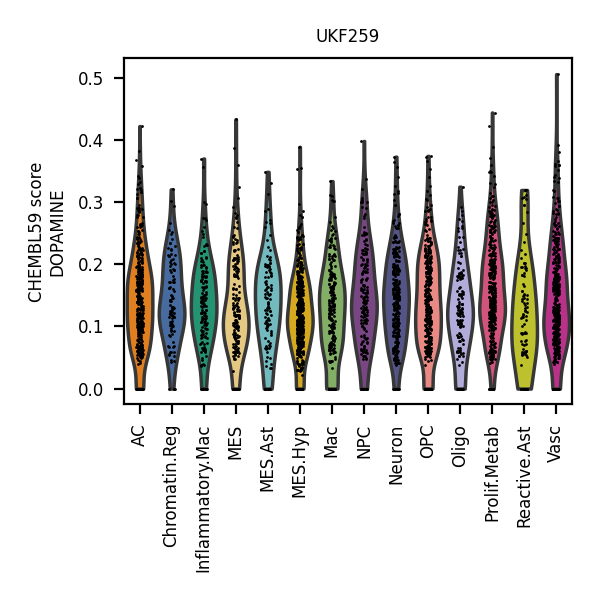 UKF259
CHEMBL59 score
DOPAMINE
0.5
0.4
0.3
0.2
0.1
0.0
AC
Chromatin.Reg
Inflammatory.Mac
MES
MES.Ast
MES.Hyp
Mac
NPC
Neuron
OPC
Oligo
Prolif.Metab
Reactive.Ast
Vasc